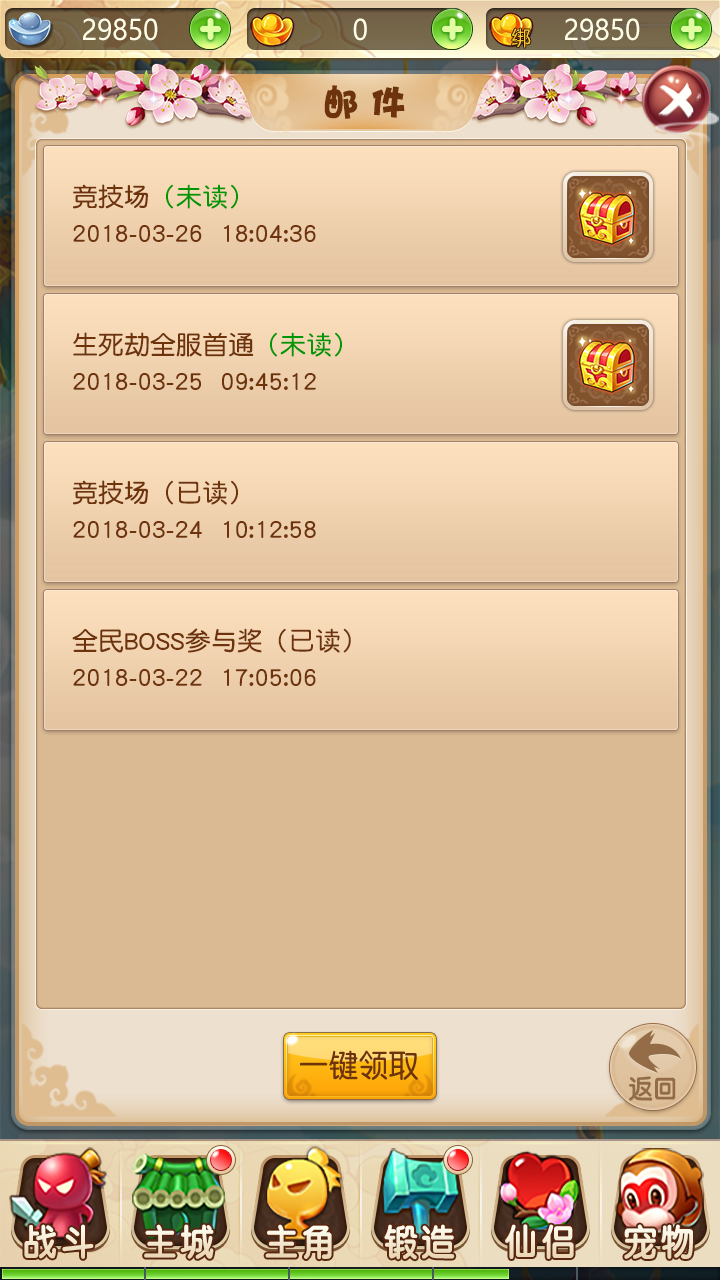 29850
0
绑
29850
邮件
竞技场（未读）
2018-03-26 18:04:36
生死劫全服首通（未读）
2018-03-25 09:45:12
竞技场（已读）
2018-03-24 10:12:58
全民BOSS参与奖（已读）
2018-03-22 17:05:06
一键领取
返回
战斗
主城
主角
锻造
仙侣
宠物